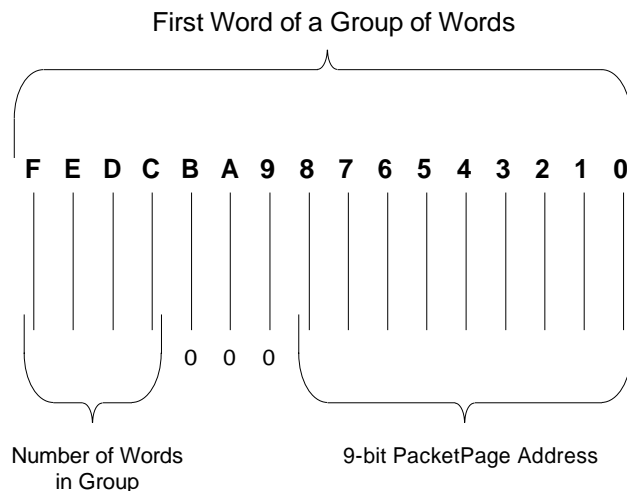 First Word of a Group of Words
F E D C B A 9 8 7 6 5 4 3 2 1 0
0 0 0
Number of Words
in Group
9-bit PacketPage Address